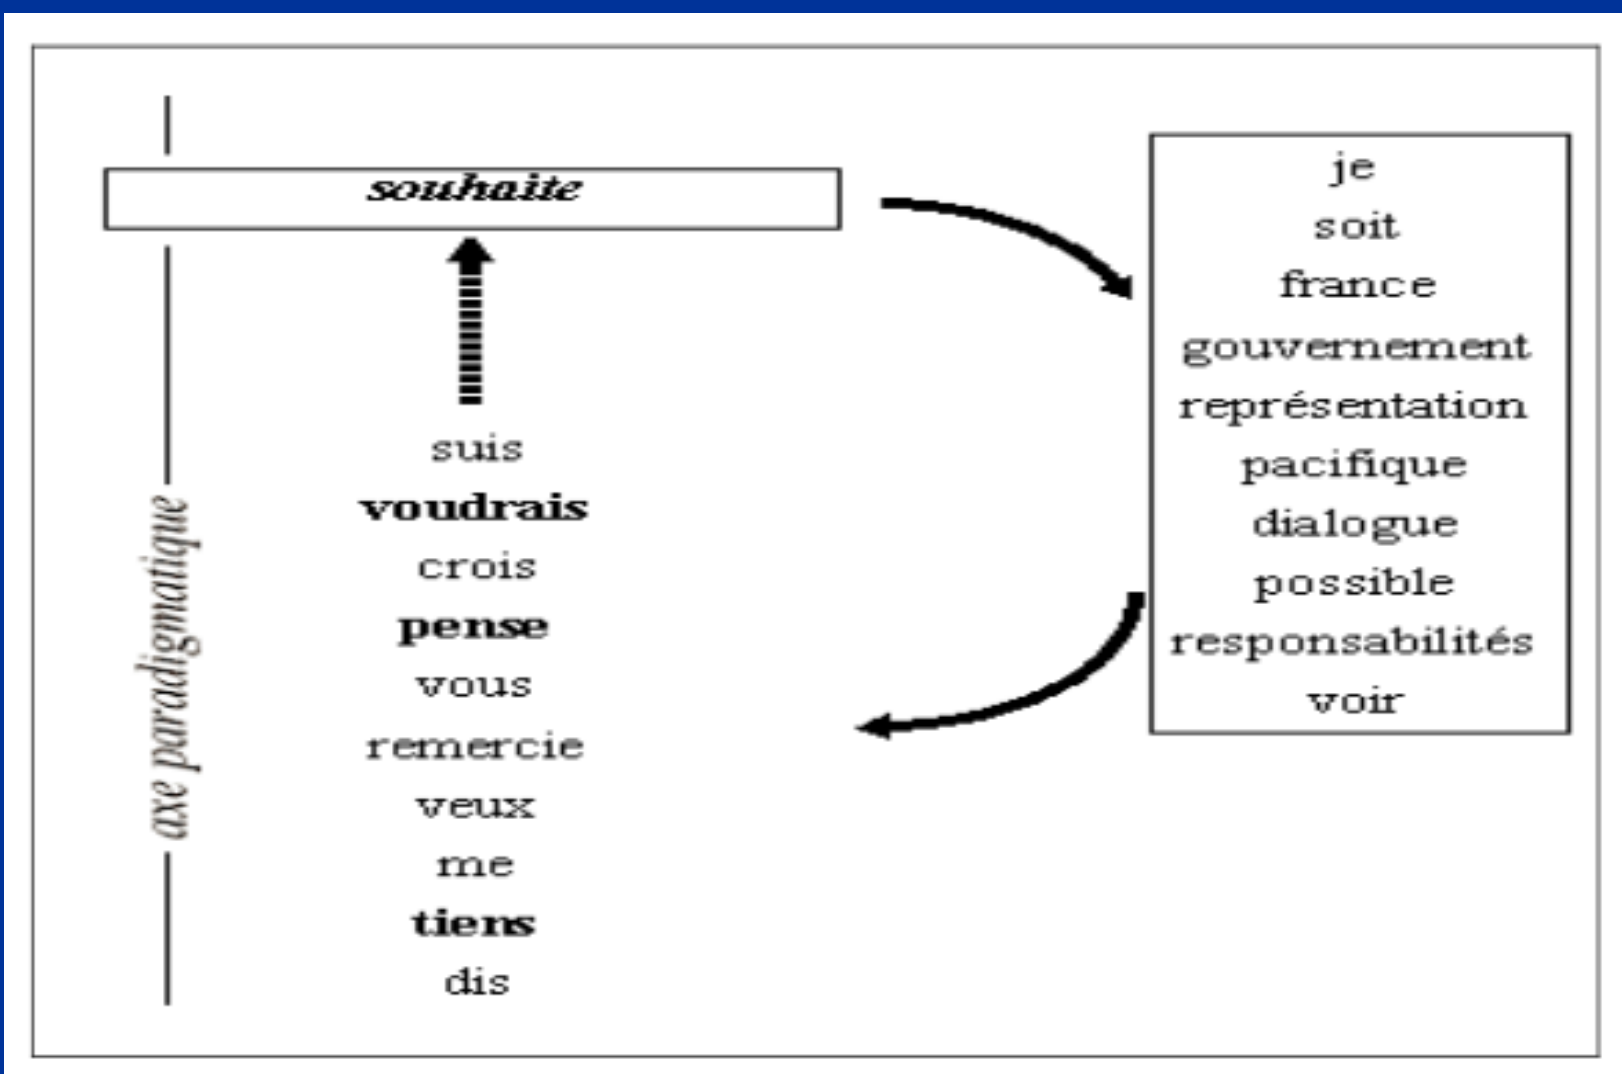 axe paradigmatique
souhaite
suis
voudrais
crois
pense
vous
remercie
veux
me
tiens
dis
je
soit
france
gouvernement
représentation
pacifique
dialogue
possible
responsabilités
voir